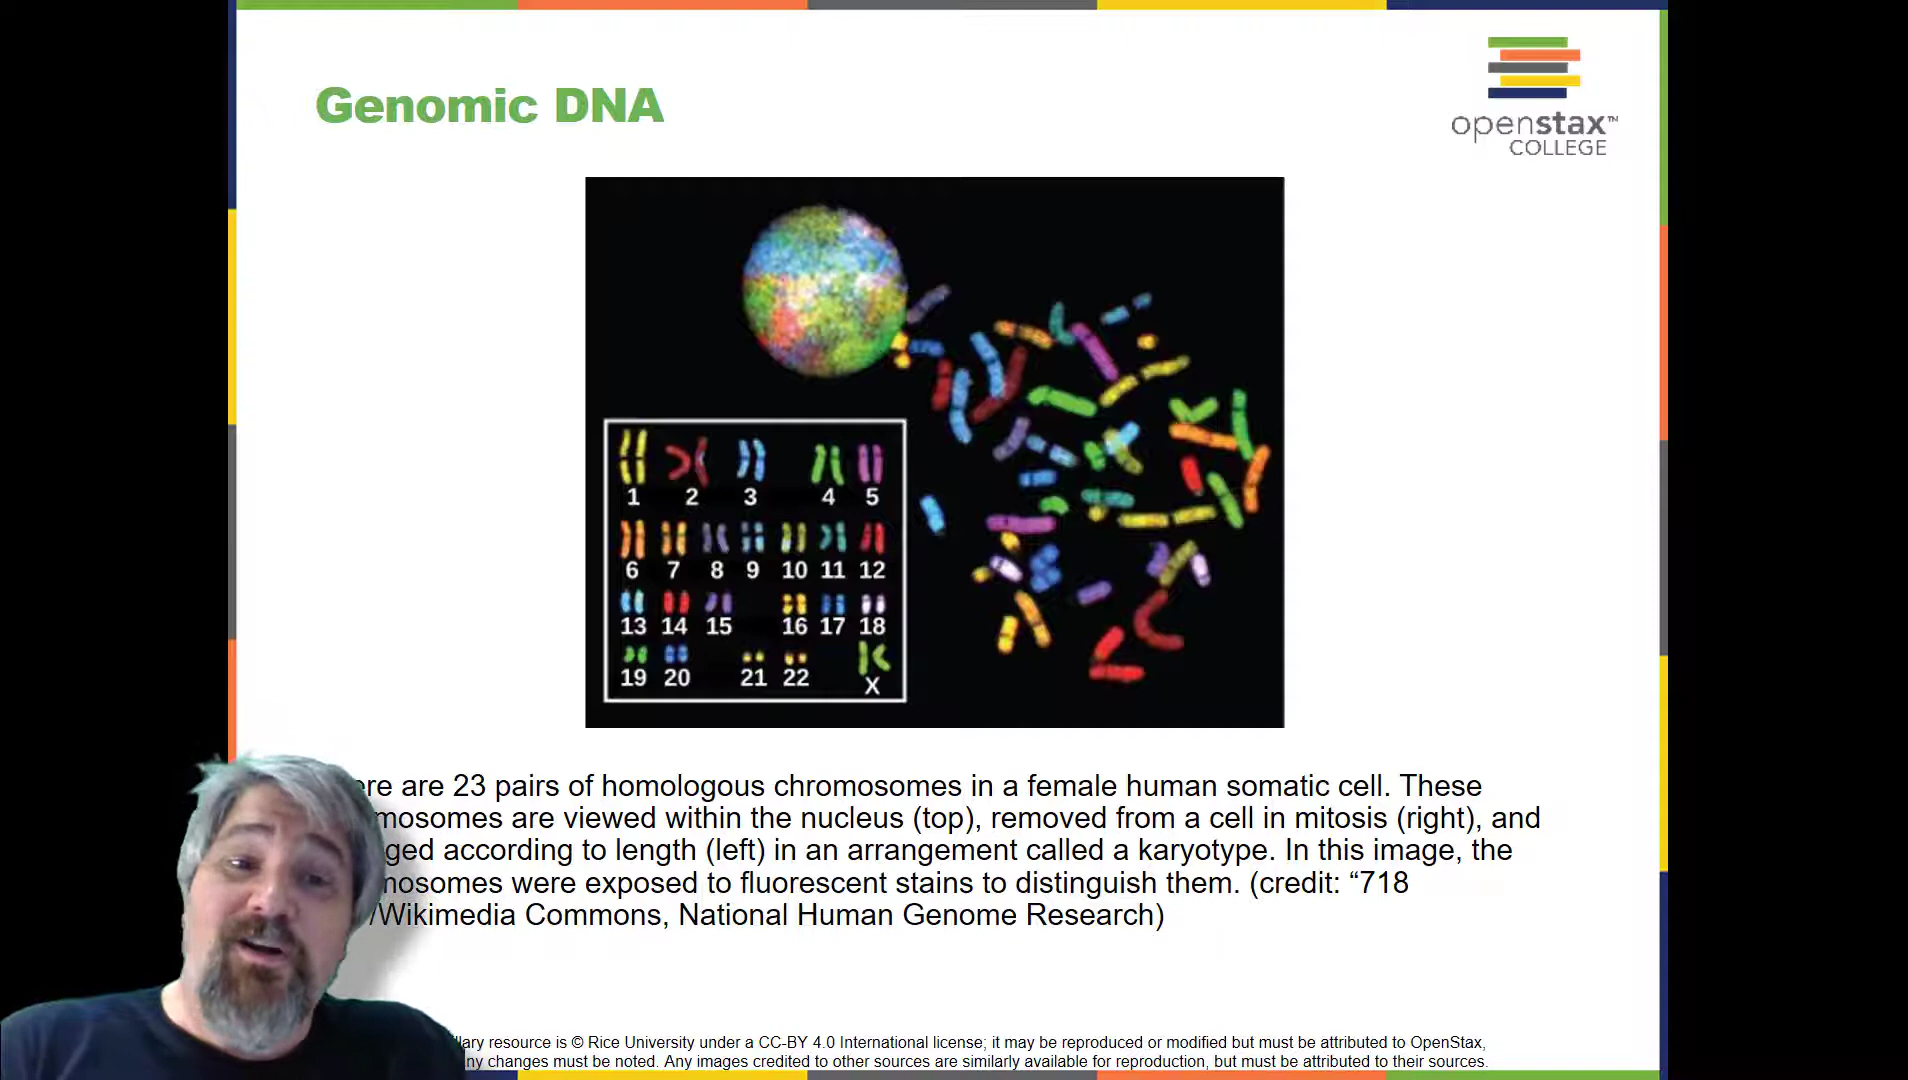 Genomic DNA
openstax™
COLLEGE
1 2 3 4 5
6 7 8 9 10 11 12
13 14 15 16 17 18
19 20 21 22 X
are 23 pairs of homologous chromosomes in a female human somatic cell. These
are viewed within the nucleus (top), removed from a cell in mitosis (right), and
according to length (left) in an arrangement called a karyotype. In this image, the
were exposed to fluorescent stains to distinguish them. (credit: “718
/Wikimedia Commons, National Human Genome Research)
resource is © Rice University under a CC-BY 4.0 International license; it may be reproduced or modified but must be attributed to OpenStax,
changes must be noted. Any images credited to other sources are similarly available for reproduction, but must be attributed to their sources.